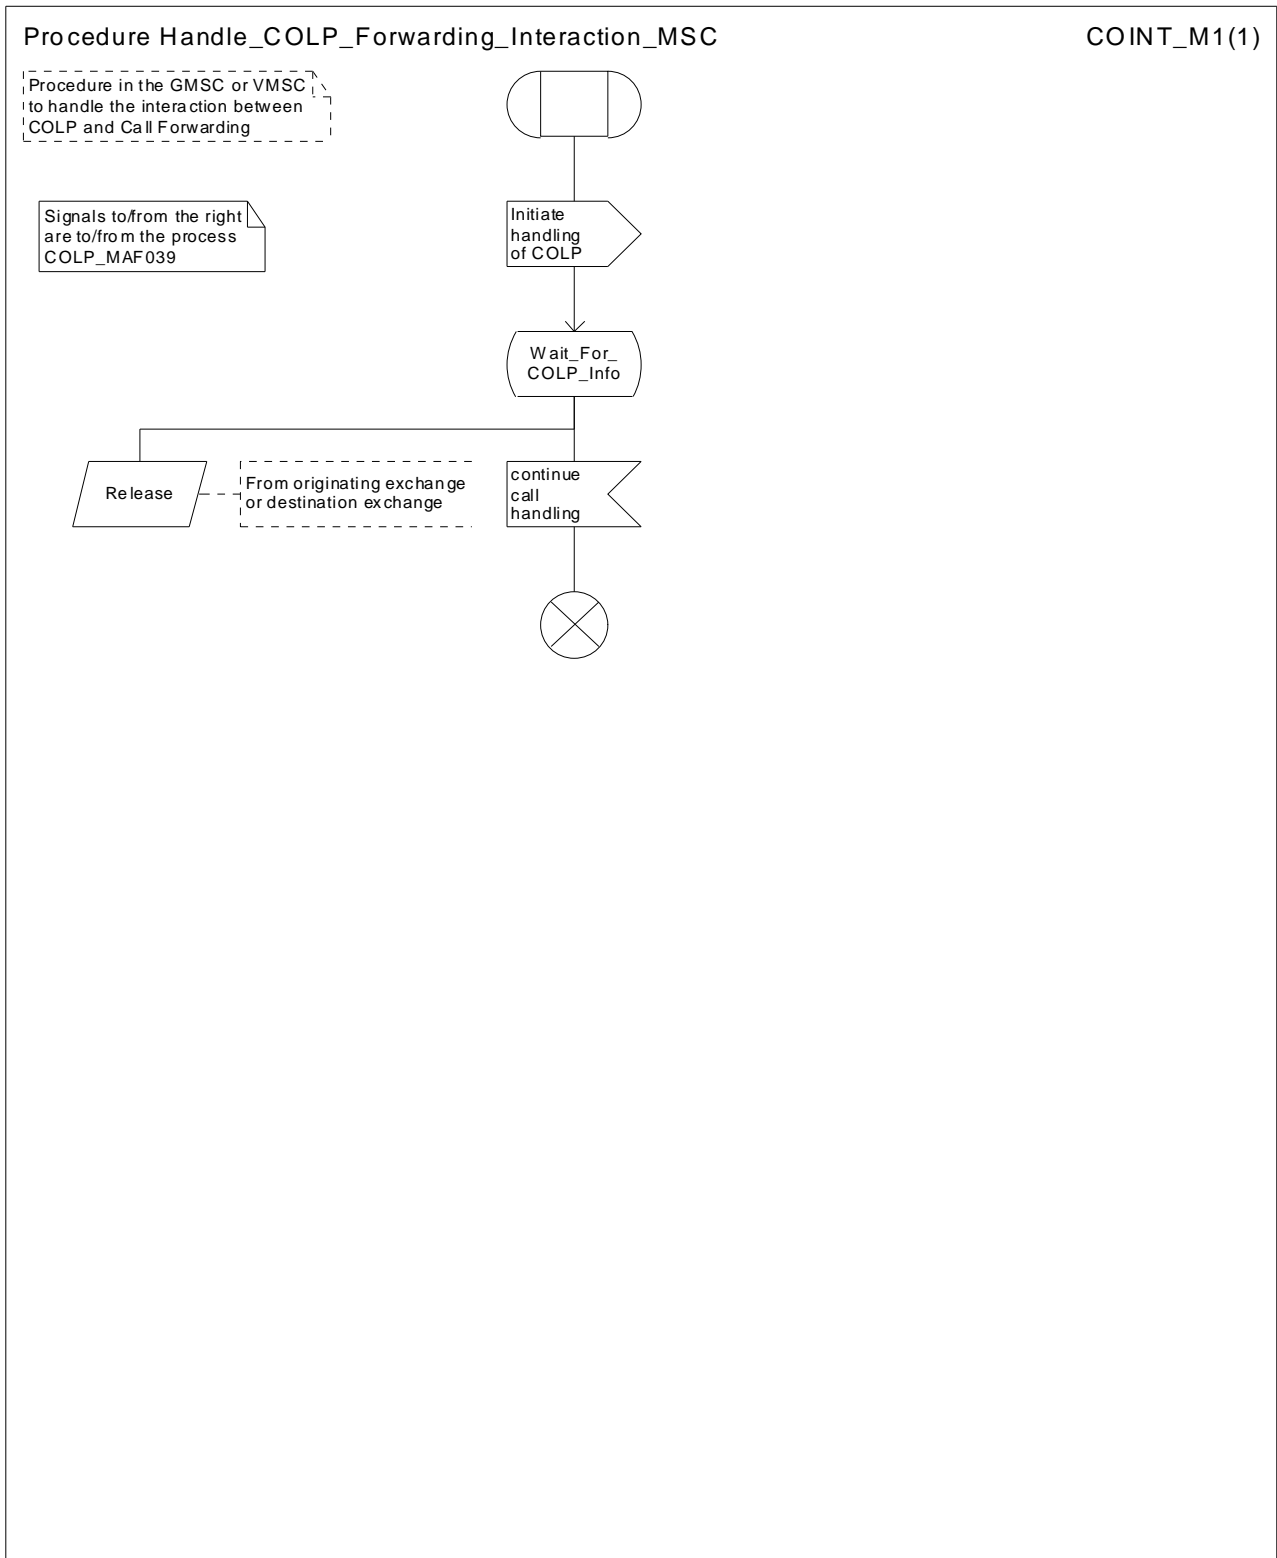 Procedure Handle_COLP_Forwarding_Interaction_MSC
COINT_M1(1)
Procedure in the GMSC or VMSC
to handle the interaction between
COLP and Call Forwarding
Signals to/from the right
are to/from the process
COLP_MAF039
Initiate
handling
of COLP
Wait_For_
COLP_Info
Release
From originating exchange
or destination exchange
continue
call
handling